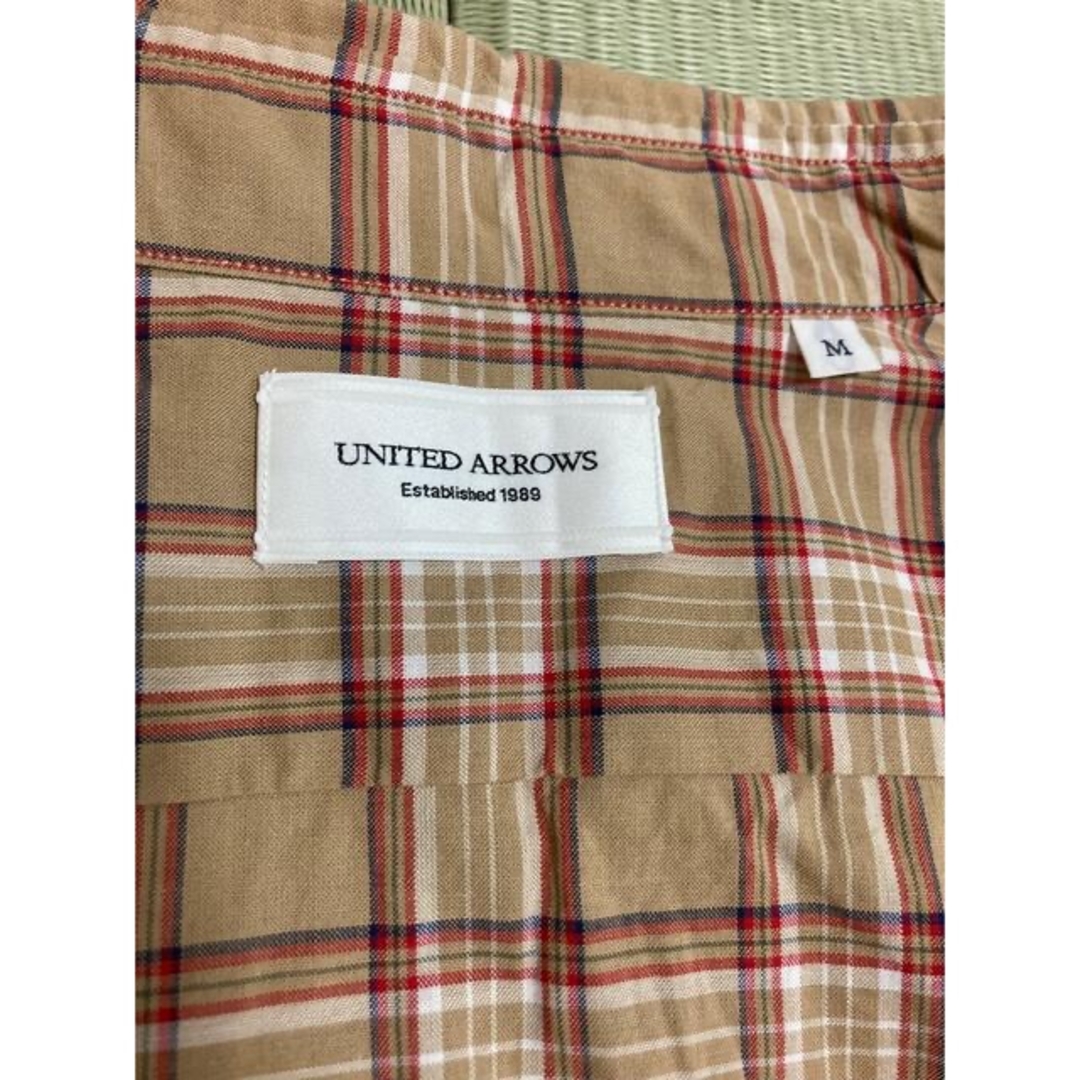 M
UNITED ARROWS
Established 1989